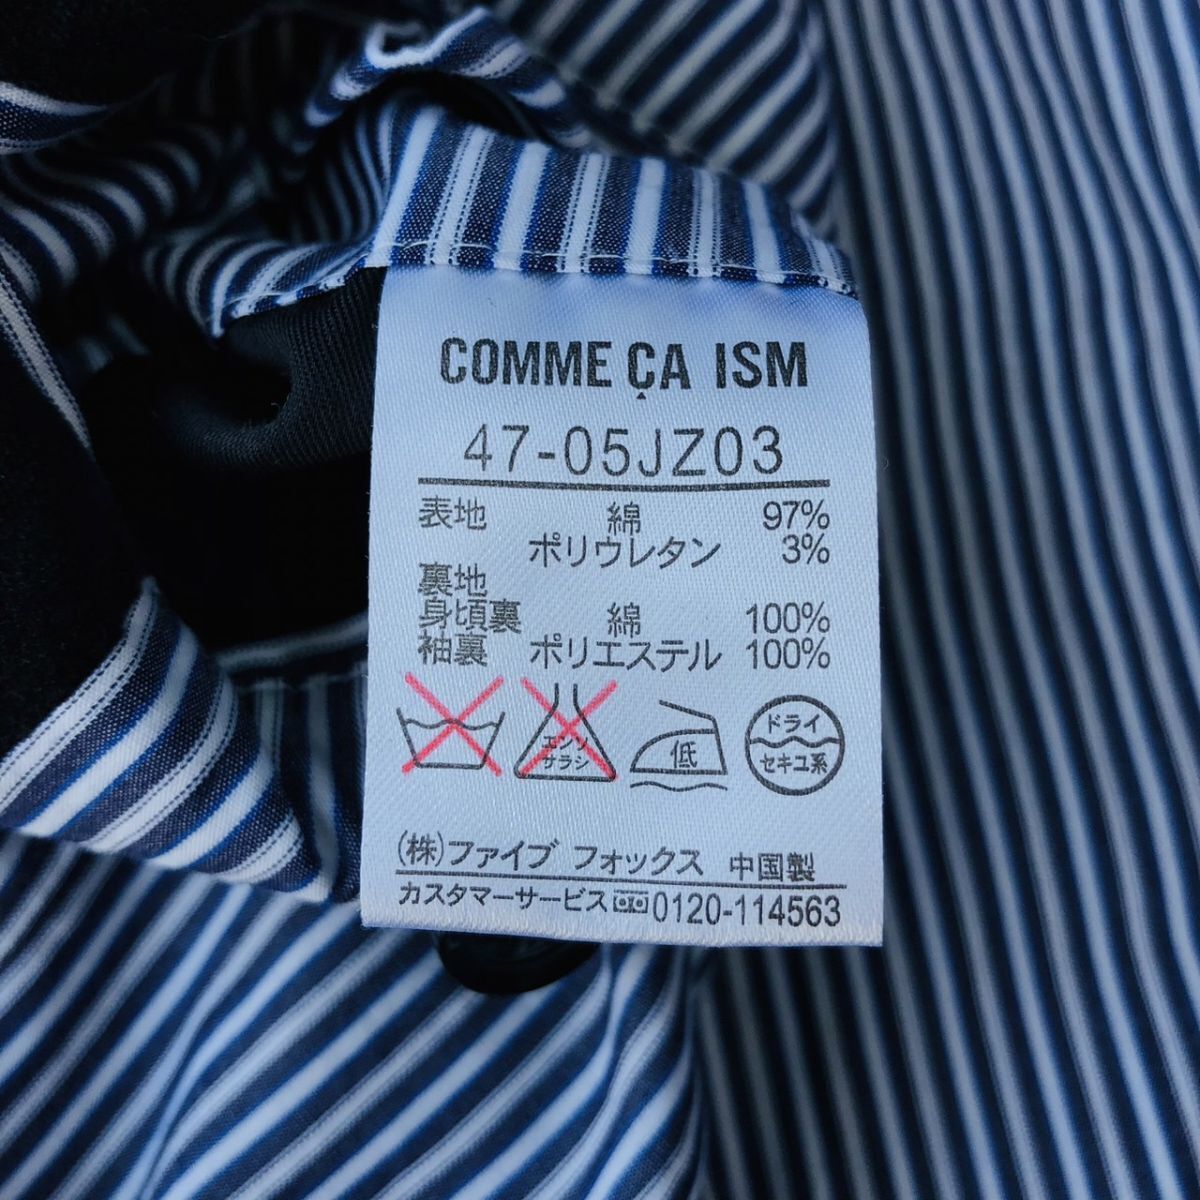 COMME ÇA ISM
47-05JZ03
表地 綿 97%
ポリウレタン 3%
裏地
身頃裏 綿 100%
袖裏 ポリエステル 100%
エンソ サラシ 低 ドライ セキユ系
(株)ファイブ フォックス 中国製
カスタマーサービス 0120-114563